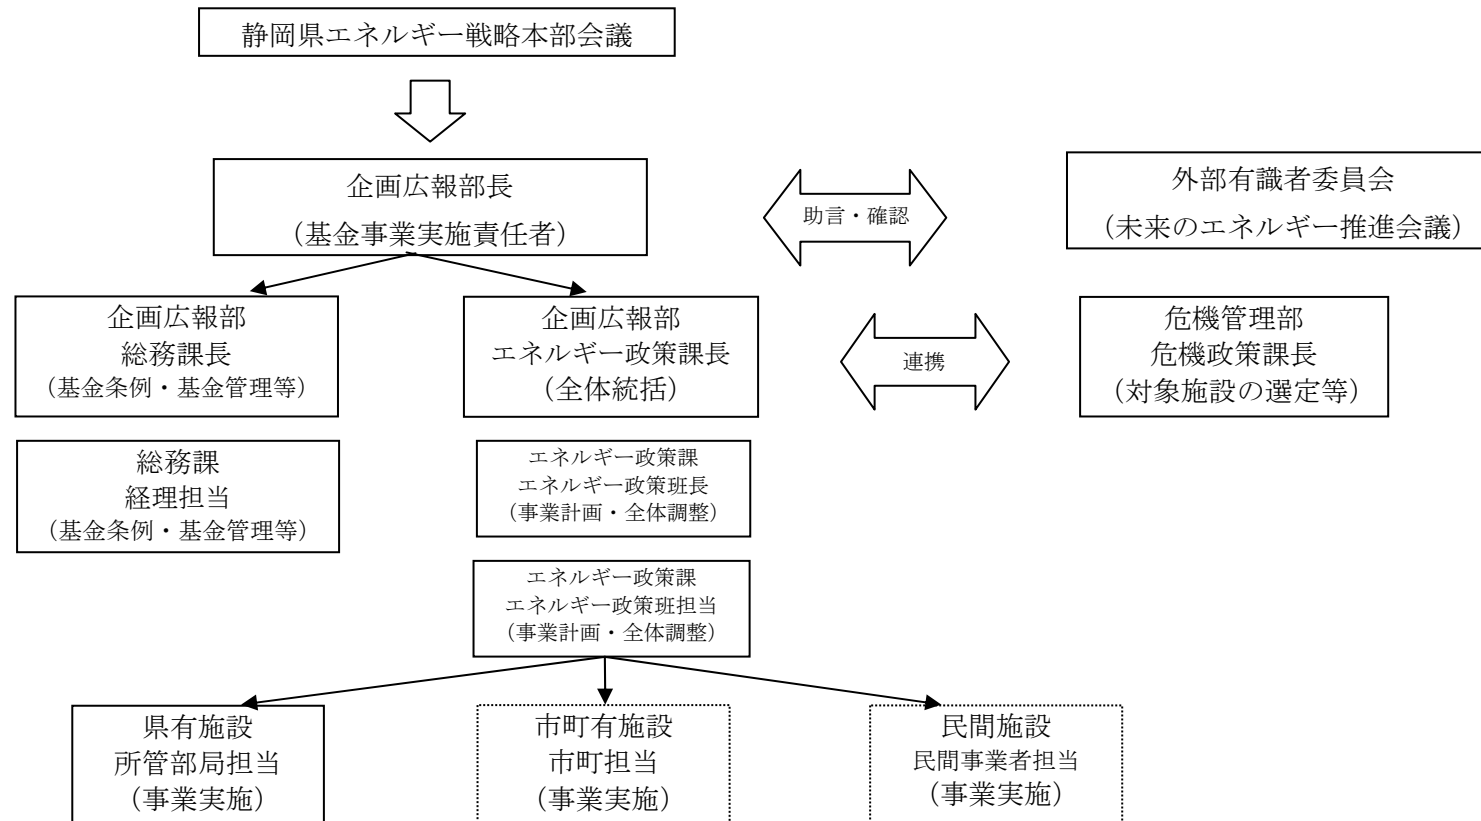 静岡県エネルギー戦略本部会議
企画広報部長
（基金事業実施責任者）
助言・確認
外部有識者委員会
（未来のエネルギー推進会議）
企画広報部
総務課長
（基金条例・基金管理等）
企画広報部
エネルギー政策課長
（全体統括）
連携
危機管理部
危機政策課長
（対象施設の選定等）
総務課
経理担当
（基金条例・基金管理等）
エネルギー政策課
エネルギー政策班長
（事業計画・全体調整）
エネルギー政策課
エネルギー政策班担当
（事業計画・全体調整）
県有施設
所管部局担当
（事業実施）
市町有施設
市町担当
（事業実施）
民間施設
民間事業者担当
（事業実施）